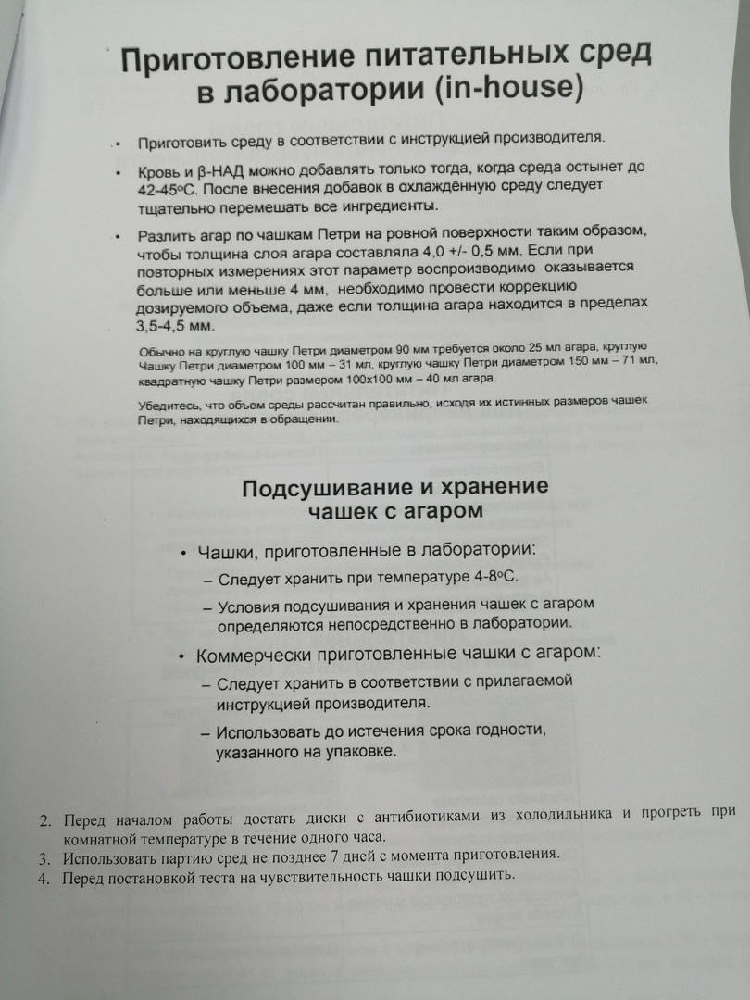 Приготовление питательных сред
в лаборатории (in-house)
• Приготовить среду в соответствии с инструкцией производителя.
• Кровь и β-НАД можно добавлять только тогда, когда среда остынет до
42-45ºС. После внесения добавок в охлаждённую среду следует
тщательно перемешать все ингредиенты.
• Разлить агар по чашкам Петри на ровной поверхности таким образом,
чтобы толщина слоя агара составляла 4,0 +/- 0,5 мм. Если при
повторных измерениях этот параметр воспроизводимо оказывается
больше или меньше 4 мм, необходимо провести коррекцию
дозируемого объема, даже если толщина агара находится в пределах
3,5-4,5 мм.
Обычно на круглую чашку Петри диаметром 90 мм требуется около 25 мл агара, круглую
Чашку Петри диаметром 100 мм – 31 мл, круглую чашку Петри диаметром 150 мм – 71 мл,
квадратную чашку Петри размером 100х100 мм – 40 мл агара.
Убедитесь, что объем среды рассчитан правильно, исходя их истинных размеров чашек
Петри, находящихся в обращении.
Подсушивание и хранение
чашек с агаром
• Чашки, приготовленные в лаборатории:
– Следует хранить при температуре 4-8ºС.
– Условия подсушивания и хранения чашек с агаром
определяются непосредственно в лаборатории.
• Коммерчески приготовленные чашки с агаром:
– Следует хранить в соответствии с прилагаемой
инструкцией производителя.
– Использовать до истечения срока годности,
указанного на упаковке.
2. Перед началом работы достать диски с антибиотиками из холодильника и прогреть при
комнатной температуре в течение одного часа.
3. Использовать партию сред не позднее 7 дней с момента приготовления.
4. Перед постановкой теста на чувствительность чашки подсушить.